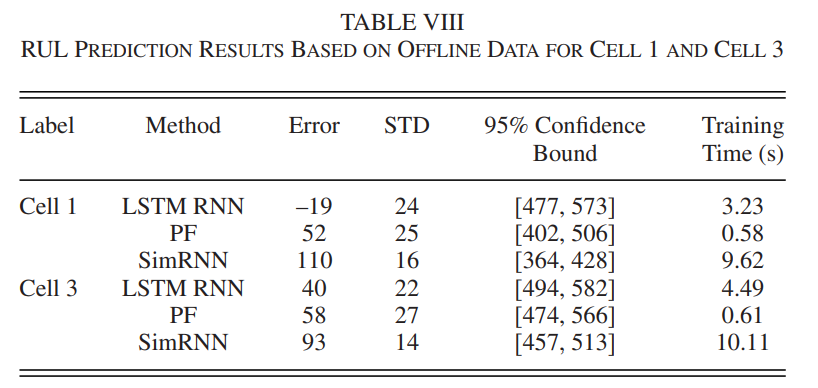 TABLE VIII
RUL PREDICTION RESULTS BASED ON OFFLINE DATA FOR CELL 1 AND CELL 3
Label Method Error STD 95% Confidence Bound Training Time (s)
Cell 1 LSTM RNN –19 24 [477, 573] 3.23
PF 52 25 [402, 506] 0.58
SimRNN 110 16 [364, 428] 9.62
Cell 3 LSTM RNN 40 22 [494, 582] 4.49
PF 58 27 [474, 566] 0.61
SimRNN 93 14 [457, 513] 10.11